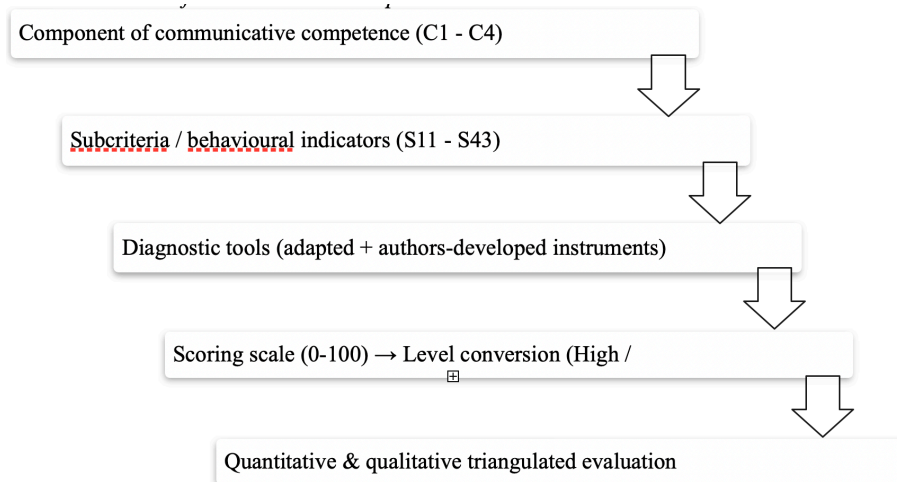 Component of communicative competence (C1 - C4)
Subcriteria / behavioural indicators (S11 - S43)
Diagnostic tools (adapted + authors-developed instruments)
Scoring scale (0-100) → Level conversion (High /
Quantitative & qualitative triangulated evaluation